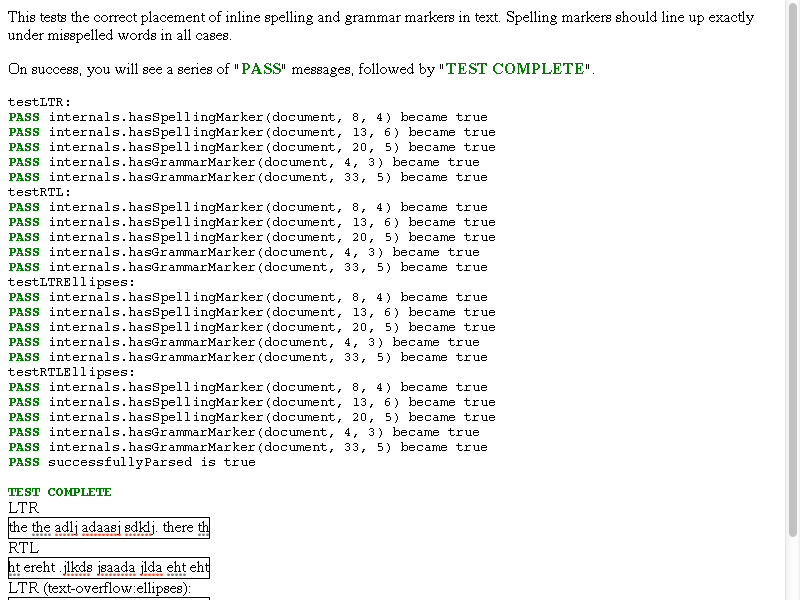 This tests the correct placement of inline spelling and grammar markers in text. Spelling markers should line up exactly
under misspelled words in all cases.
On success, you will see a series of "PASS" messages, followed by "TEST COMPLETE".
testLTR:
PASS internals.hasSpellingMarker(document, 8, 4) became true
PASS internals.hasSpellingMarker(document, 13, 6) became true
PASS internals.hasSpellingMarker(document, 20, 5) became true
PASS internals.hasGrammarMarker(document, 4, 3) became true
PASS internals.hasGrammarMarker(document, 33, 5) became true
testRTL:
PASS internals.hasSpellingMarker(document, 8, 4) became true
PASS internals.hasSpellingMarker(document, 13, 6) became true
PASS internals.hasSpellingMarker(document, 20, 5) became true
PASS internals.hasGrammarMarker(document, 4, 3) became true
PASS internals.hasGrammarMarker(document, 33, 5) became true
testLTREllipses:
PASS internals.hasSpellingMarker(document, 8, 4) became true
PASS internals.hasSpellingMarker(document, 13, 6) became true
PASS internals.hasSpellingMarker(document, 20, 5) became true
PASS internals.hasGrammarMarker(document, 4, 3) became true
PASS internals.hasGrammarMarker(document, 33, 5) became true
testRTLEllipses:
PASS internals.hasSpellingMarker(document, 8, 4) became true
PASS internals.hasSpellingMarker(document, 13, 6) became true
PASS internals.hasSpellingMarker(document, 20, 5) became true
PASS internals.hasGrammarMarker(document, 4, 3) became true
PASS internals.hasGrammarMarker(document, 33, 5) became true
PASS successfullyParsed is true
TEST COMPLETE
LTR
the the adlj adaasj sdklj. there th
RTL
ht ereht .jlkds jsaada jlda eht eht
LTR (text-overflow:ellipses):